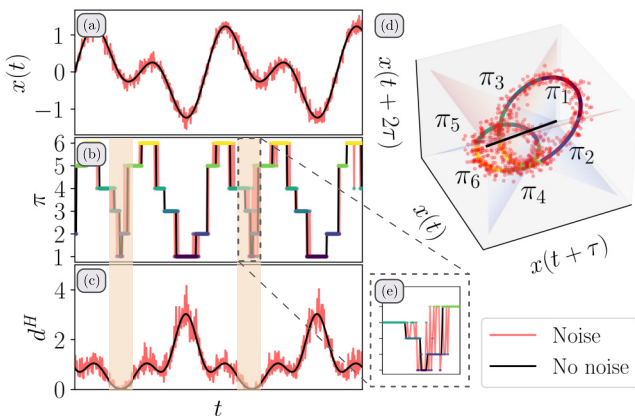 (a)
x(t)
1
0
−1
(b)
π
6
5
4
3
2
1
(c)
d^H
4
2
0
t
(d)
x(t + 2τ)
x(t)
x(t + τ)
π₃
π₁
π₅
π₂
π₆
π₄
(e)
Noise
No noise